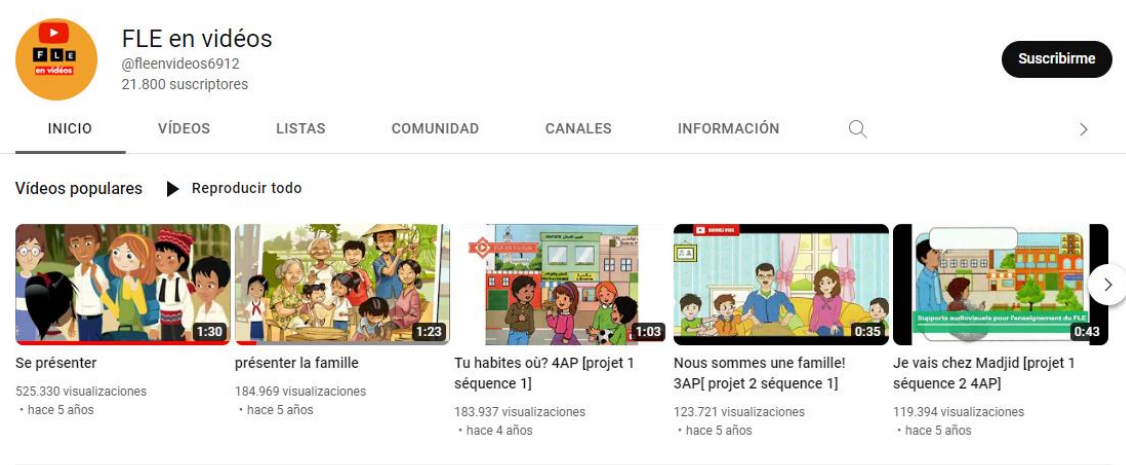 FLE
en vidéos
FLE en vidéos
@fleenvideos6912
21.800 suscriptores
Suscribirme
INICIO
VÍDEOS
LISTAS
COMUNIDAD
CANALES
INFORMACIÓN
Vídeos populares
Reproducir todo
1:30
1:23
1:03
0:35
Supports audiovisuels pour l'enseignement du FLE
0:43
Se présenter
525.330 visualizaciones
• hace 5 años
présenter la famille
184.969 visualizaciones
• hace 5 años
Tu habites où? 4AP [projet 1
séquence 1]
183.937 visualizaciones
• hace 4 años
Nous sommes une famille!
3AP[ projet 2 séquence 1]
123.721 visualizaciones
• hace 5 años
Je vais chez Madjid [projet 1
séquence 2 4AP]
119.394 visualizaciones
• hace 5 años